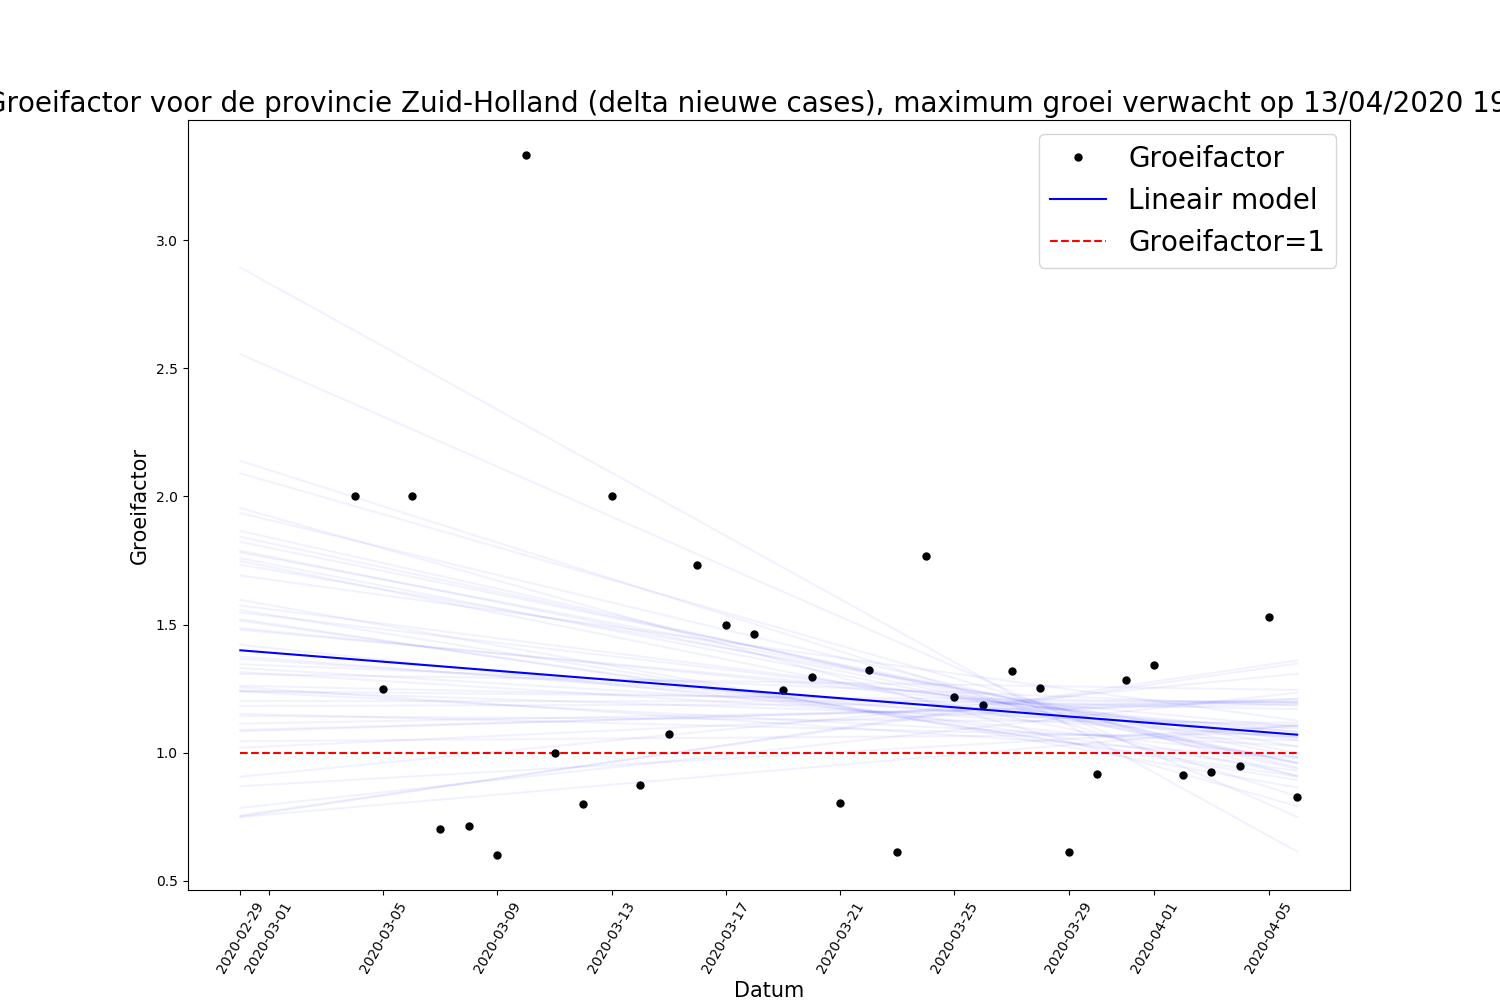 Groeifactor voor de provincie Zuid-Holland (delta nieuwe cases), maximum groei verwacht op 13/04/2020 19
Groeifactor
Lineair model
Groeifactor=1
3.0
2.5
2.0
1.5
1.0
0.5
Groeifactor
2020-02-29
2020-03-01
2020-03-05
2020-03-09
2020-03-13
2020-03-17
2020-03-21
2020-03-25
2020-03-29
2020-04-01
2020-04-05
Datum